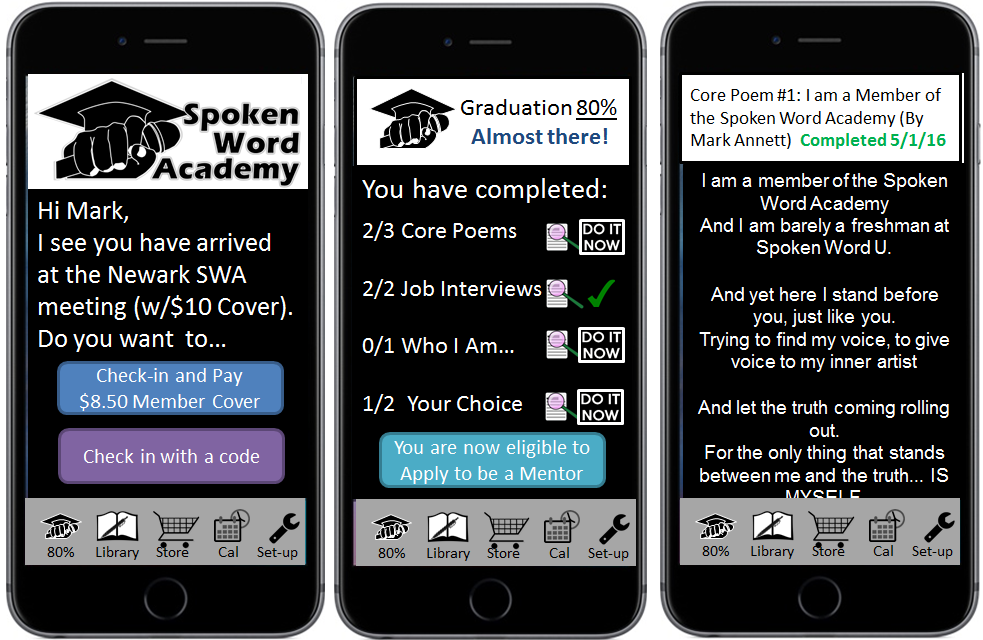 Spoken
Word
Academy
Hi Mark,
I see you have arrived
at the Newark SWA
meeting (w/$10 Cover).
Do you want to...
Check-in and Pay
$8.50 Member Cover
Check in with a code
80%
Library
Store
Cal
Set-up
Graduation 80%
Almost there!
You have completed:
2/3 Core Poems
DO IT
NOW
2/2 Job Interviews
0/1 Who I Am...
DO IT
NOW
1/2 Your Choice
DO IT
NOW
You are now eligible to
Apply to be a Mentor
80%
Library
Store
Cal
Set-up
Core Poem #1: I am a Member of
the Spoken Word Academy (By
Mark Annett) Completed 5/1/16
I am a member of the Spoken
Word Academy
And I am barely a freshman at
Spoken Word U.
And yet here I stand before
you, just like you.
Trying to find my voice, to give
voice to my inner artist
And let the truth coming rolling
out.
For the only thing that stands
between me and the truth... IS
MYSELF
80%
Library
Store
Cal
Set-up